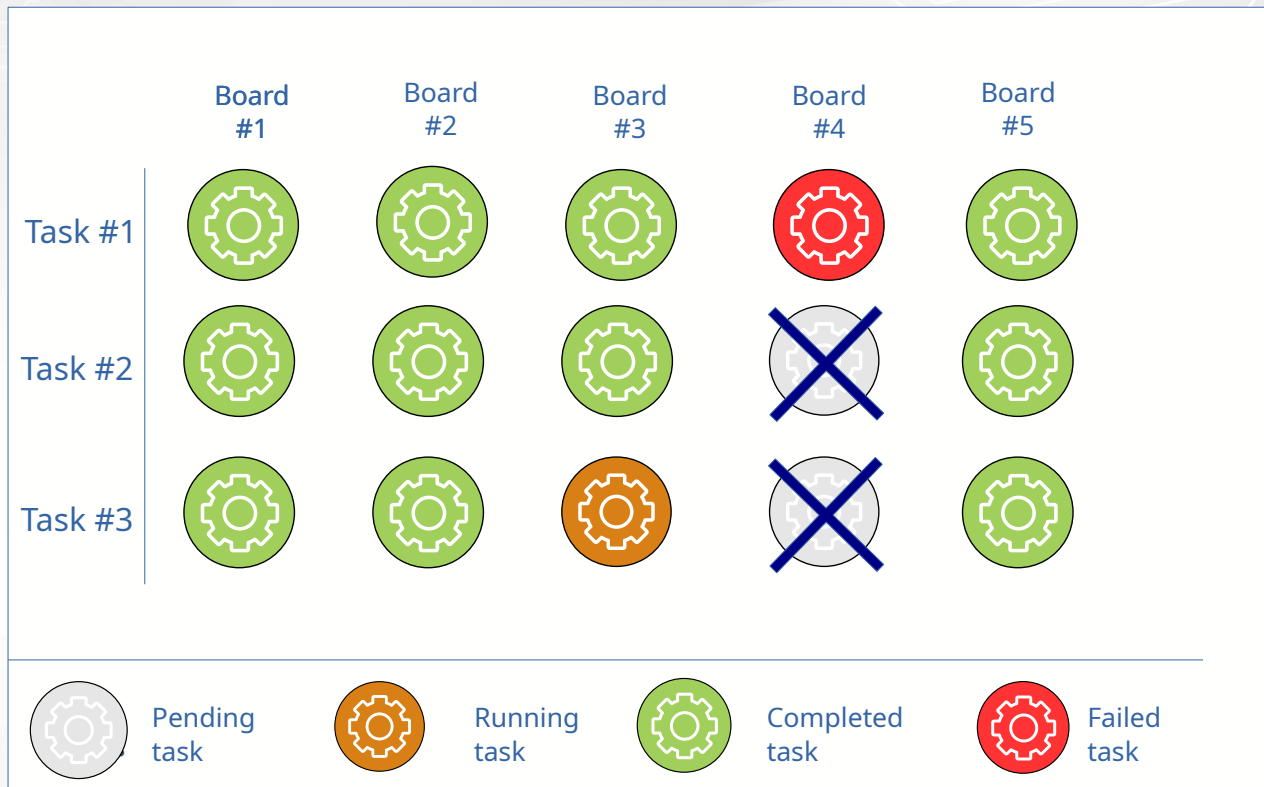 Board
#1
Board
#2
Board
#3
Board
#4
Board
#5
Task #1
Task #2
Task #3
Pending
task
Running
task
Completed
task
Failed
task